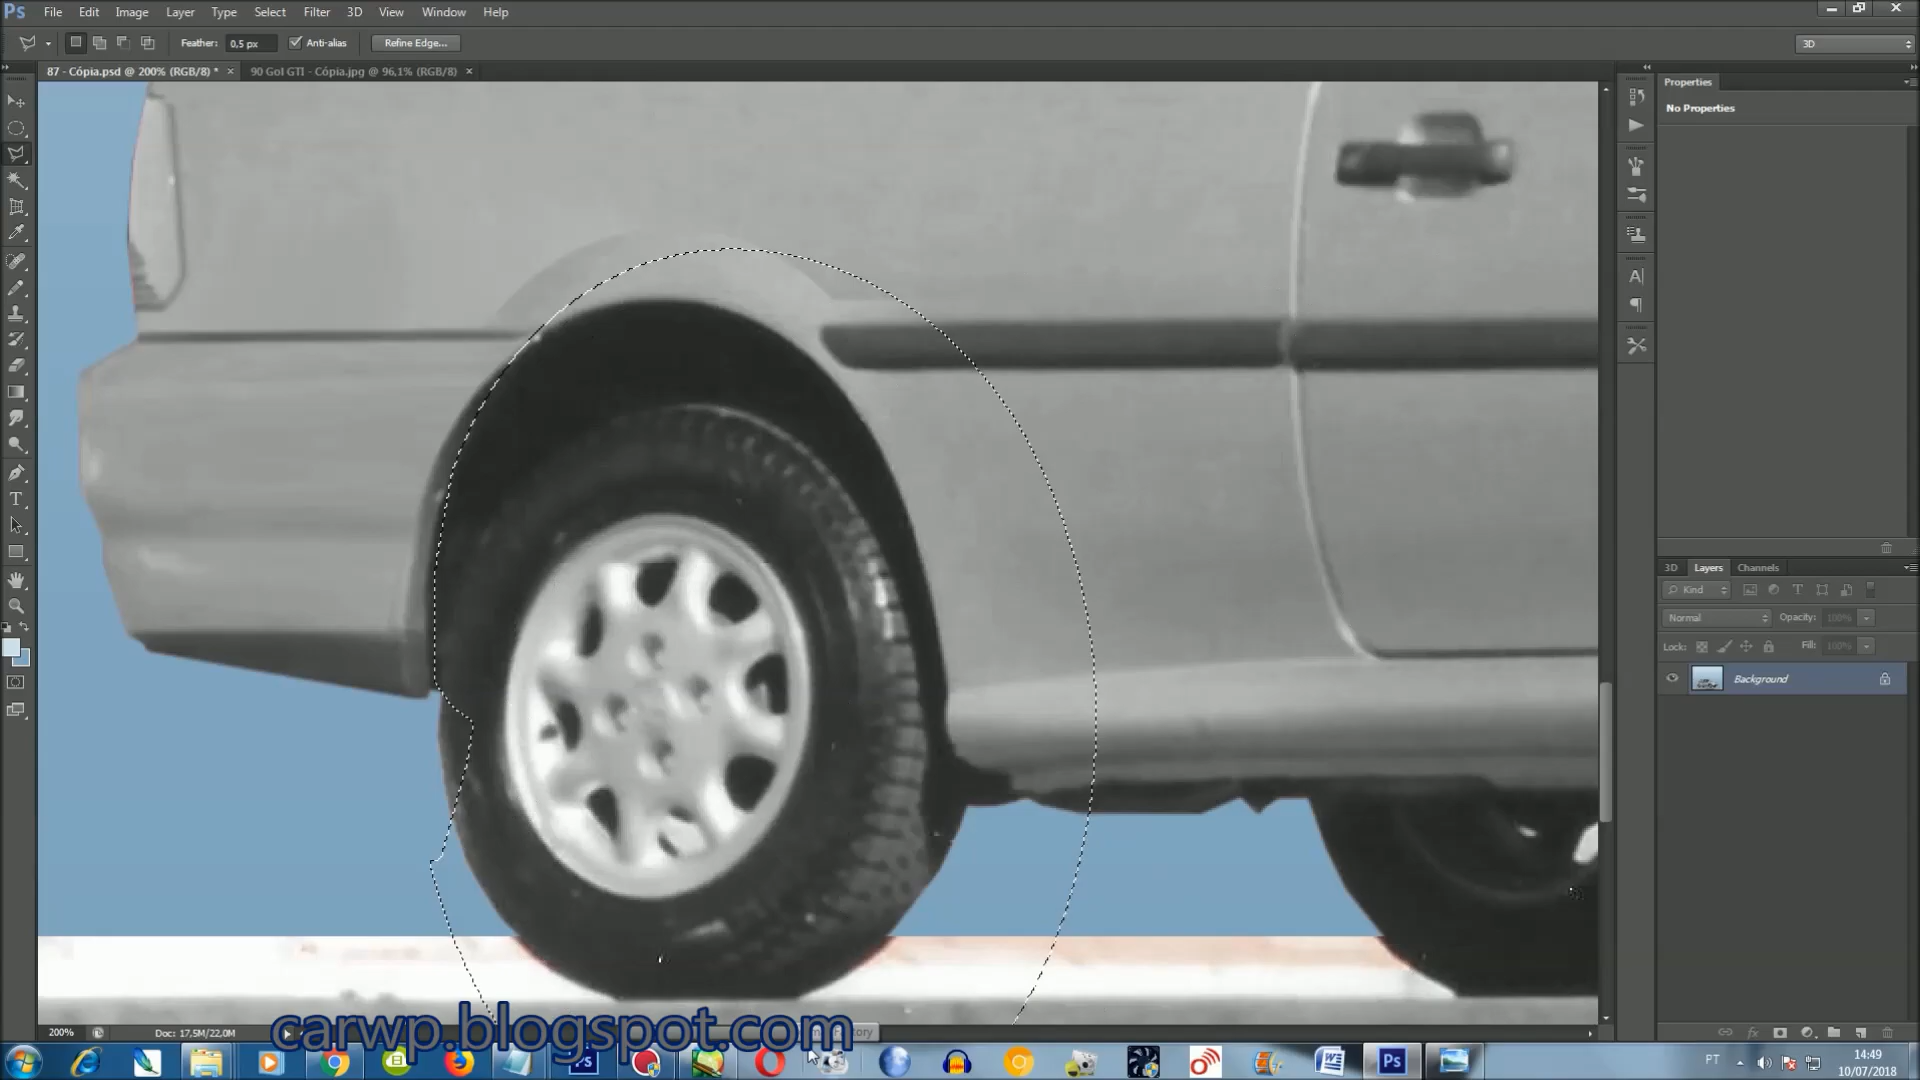 Ps File Edit Image Layer Type Select Filter 3D View Window Help
Feather: 0,5 px Anti-alias Refine Edge... 3D
87 - Cópia.psd @ 200% (RGB/8) * × 90 Gol GTI - Cópia.jpg @ 96,1% (RGB/8) ×
Properties
No Properties
3D Layers Channels
Kind
Normal Opacity: 100%
Lock: Fill: 100%
Background
200% Doc: 17,5M/22,0M
carwp.blogspot.com
PT 14:49
10/07/2018